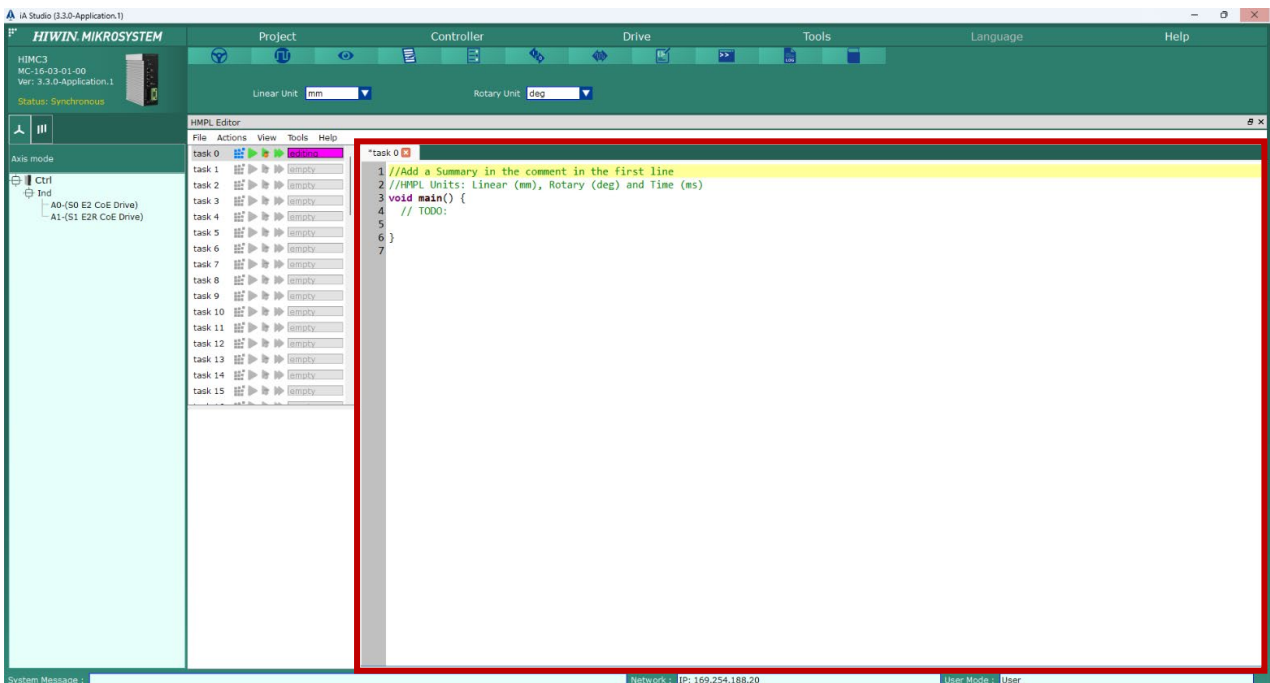 iA Studio (3.3.0-Application.1)
HIWIN. MIKROSYSTEM
Project
Controller
Drive
Tools
Language
Help
HIMC3
MC-16-03-01-00
Ver: 3.3.0-Application.1
Status: Synchronous
Linear Unit mm
Rotary Unit deg
Axis mode
Ctrl
Ind
A0-(S0 E2 CoE Drive)
A1-(S1 E2R CoE Drive)
HMPL Editor
File Actions View Tools Help
task 0 editing
task 1 empty
task 2 empty
task 3 empty
task 4 empty
task 5 empty
task 6 empty
task 7 empty
task 8 empty
task 9 empty
task 10 empty
task 11 empty
task 12 empty
task 13 empty
task 14 empty
task 15 empty
*task 0
1 //Add a Summary in the comment in the first line
2 //HMPL Units: Linear (mm), Rotary (deg) and Time (ms)
3 void main() {
4 // TODO:
5
6 }
7
System Message :
Network : IP: 169.254.188.20
User Mode : User